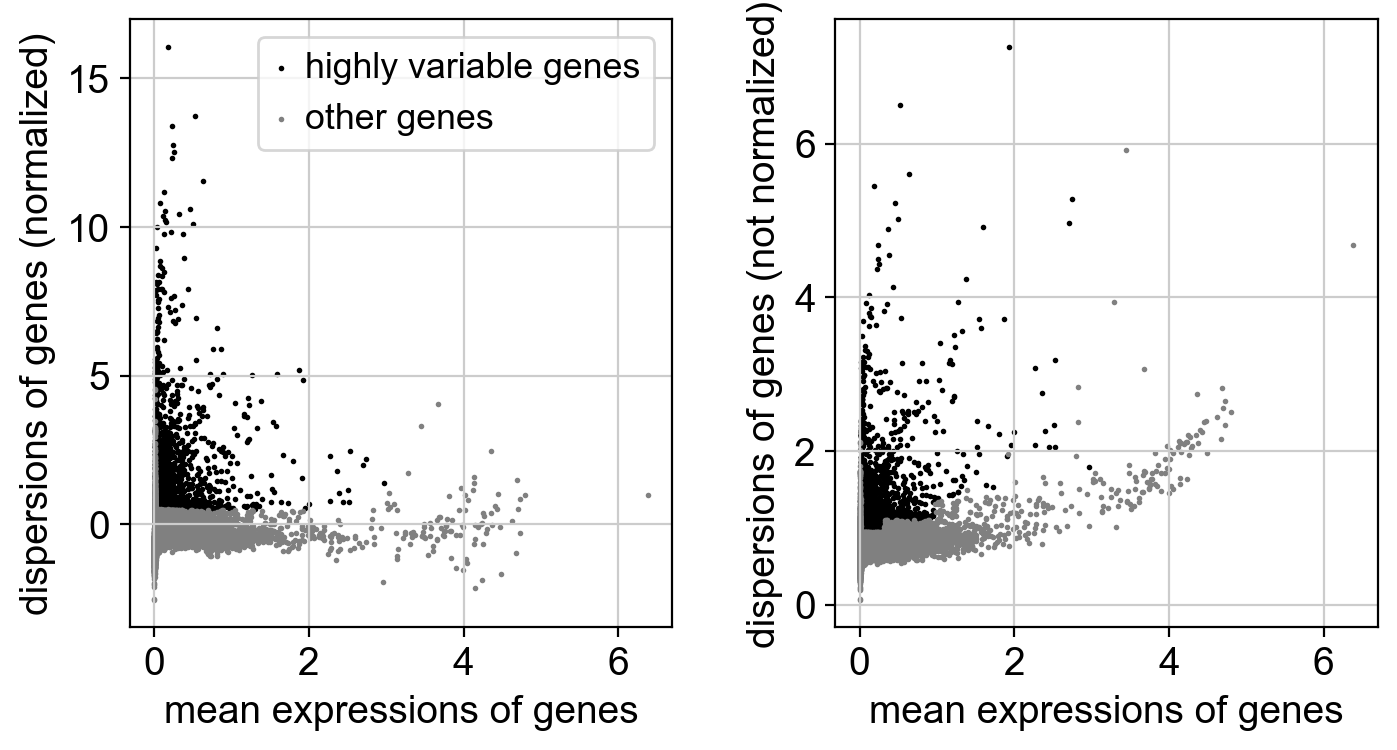 dispersions of genes (normalized)
15
10
5
0
highly variable genes
other genes
0 2 4 6
mean expressions of genes
dispersions of genes (not normalized)
6
4
2
0
0 2 4 6
mean expressions of genes